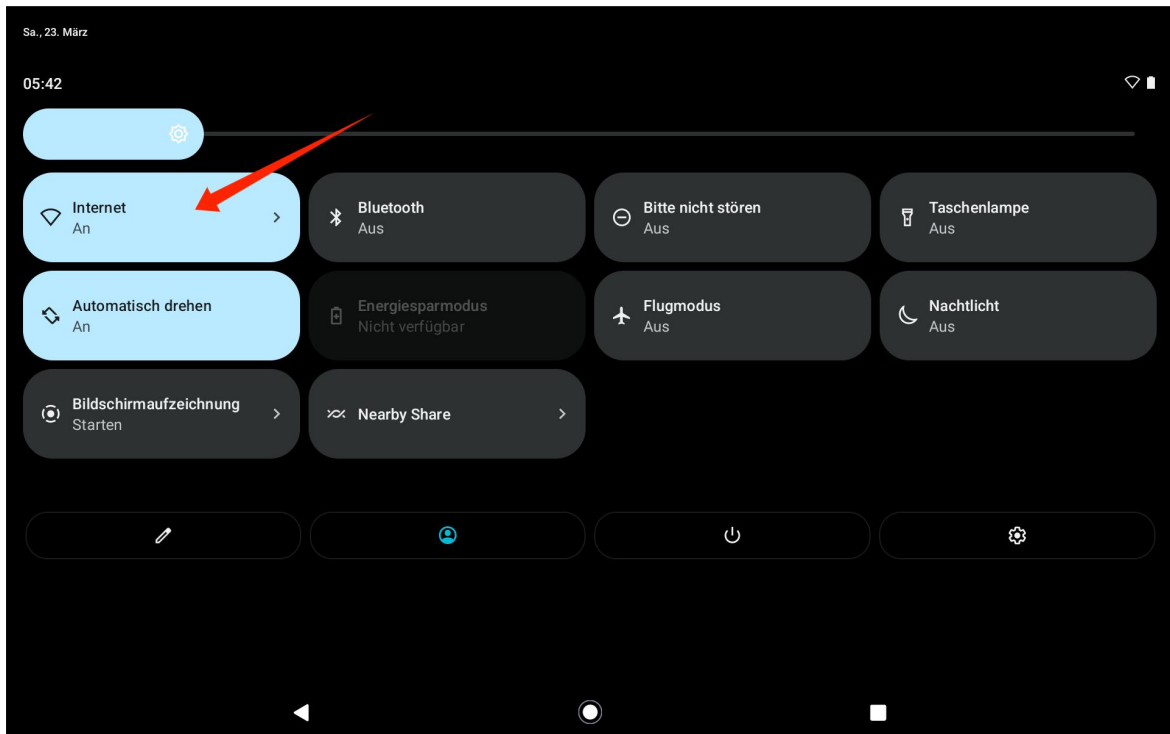 Sa., 23. März
05:42
Internet
An
Bluetooth
Aus
Bitte nicht stören
Aus
Taschenlampe
Aus
Automatisch drehen
An
Energiesparmodus
Nicht verfügbar
Flugmodus
Aus
Nachtlicht
Aus
Bildschirmaufzeichnung
Starten
Nearby Share